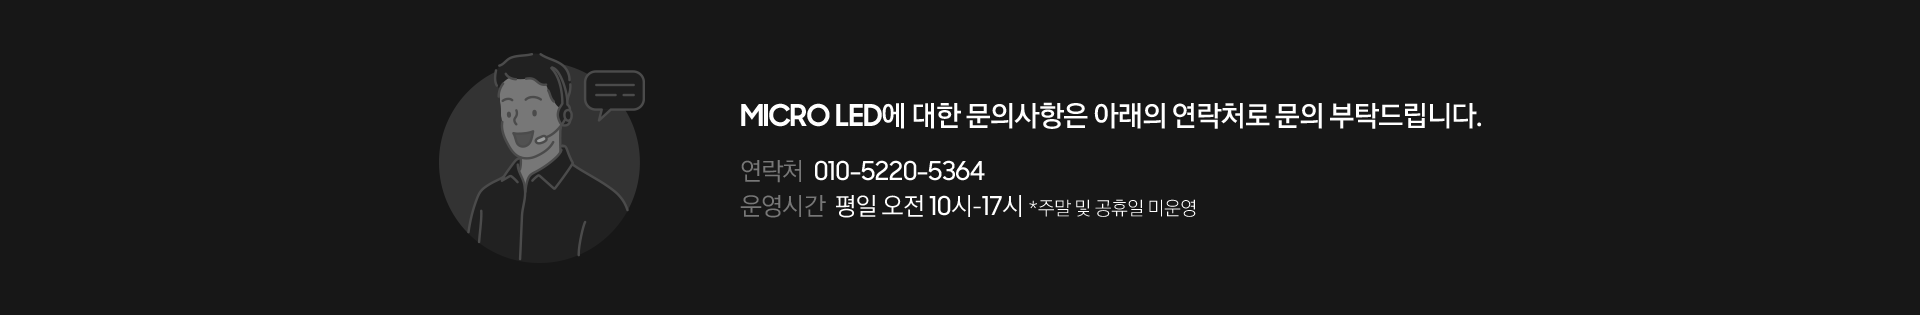 MICRO LED에 대한 문의사항은 아래의 연락처로 문의 부탁드립니다.
연락처 010-5220-5364
운영시간 평일 오전 10시-17시 *주말 및 공휴일 미운영